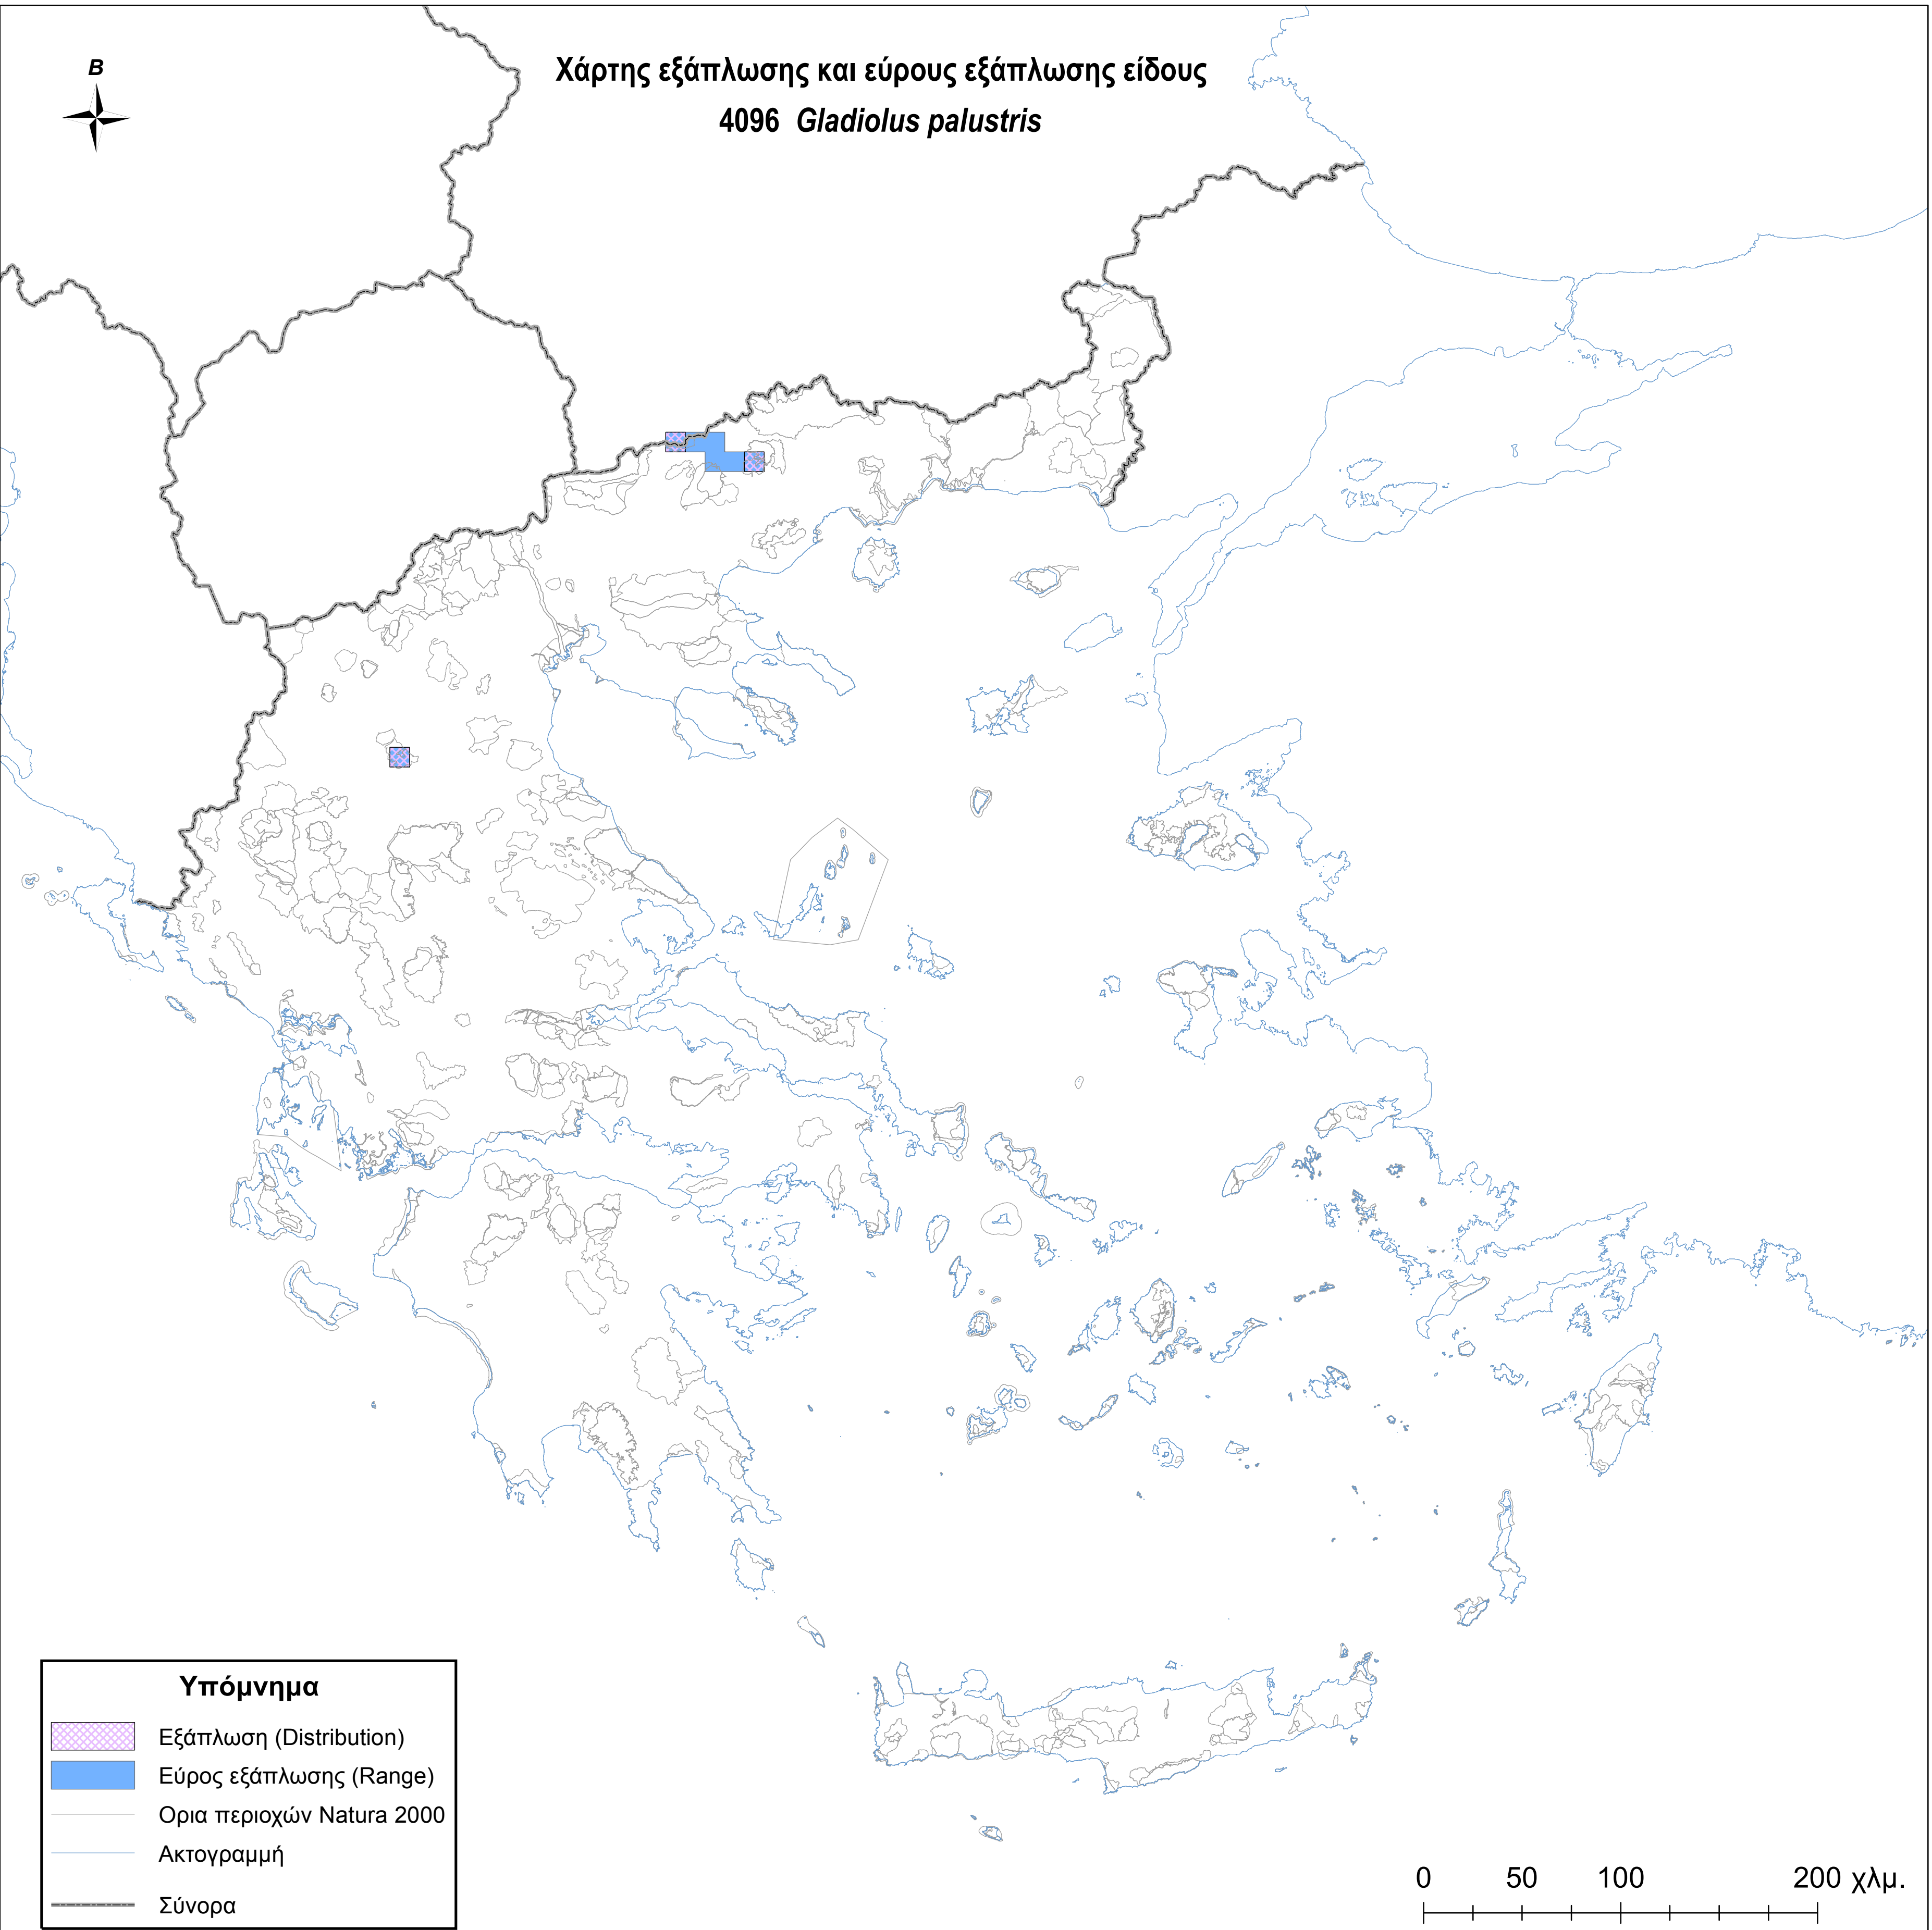 Χάρτης εξάπλωσης και εύρους εξάπλωσης είδους
4096 Gladiolus palustris
Β
Υπόμνημα
Εξάπλωση (Distribution)
Εύρος εξάπλωσης (Range)
Ορια περιοχών Natura 2000
Ακτογραμμή
Σύνορα
0 50 100 200 χλμ.